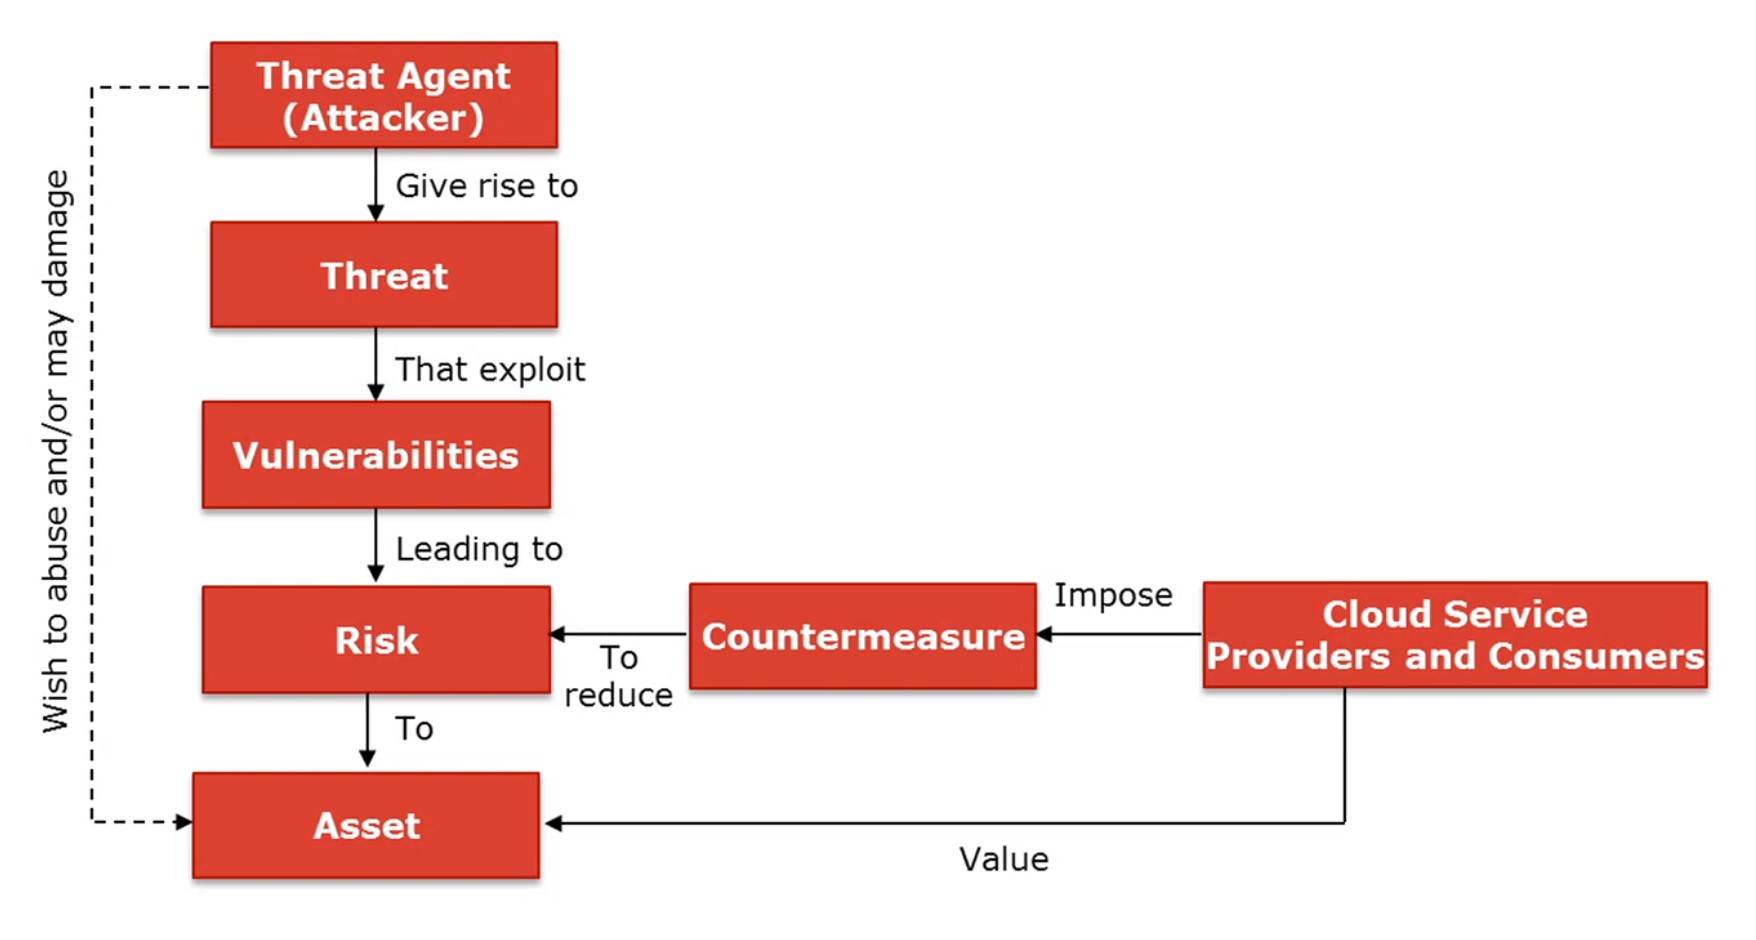 Threat Agent
(Attacker)
Give rise to
Threat
That exploit
Vulnerabilities
Leading to
Risk
To
reduce
Countermeasure
Impose
Cloud Service
Providers and Consumers
To
Asset
Value
Wish to abuse and/or may damage